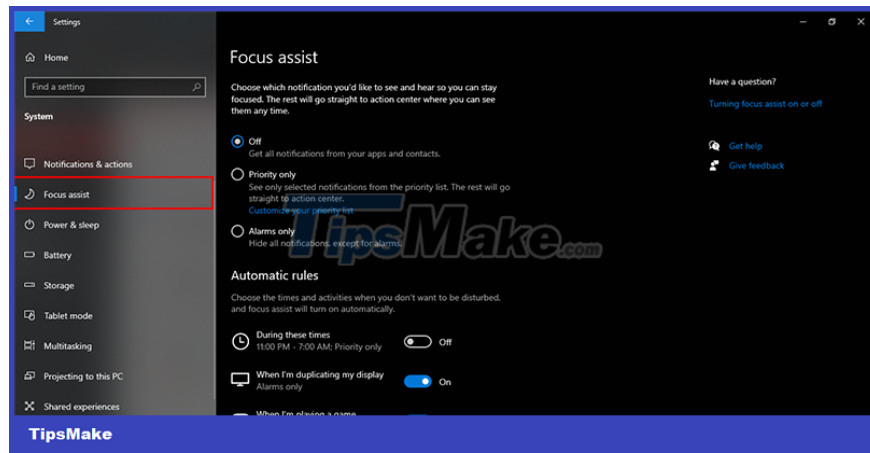 Settings
Home
Find a setting
System
Notifications & actions
Focus assist
Power & sleep
Battery
Storage
Tablet mode
Multitasking
Projecting to this PC
Shared experiences
Focus assist
Choose which notification you'd like to see and hear so you can stay
focused. The rest will go straight to action center where you can see
them any time.
Off
Get all notifications from your apps and contacts.
Priority only
See only selected notifications from the priority list. The rest will go
straight to action center.
Customize your priority list
Alarms only
Hide all notifications, except for alarms.
Automatic rules
Choose the times and activities when you don't want to be disturbed,
and focus assist will turn on automatically.
During these times
11:00 PM - 7:00 AM; Priority only
Off
When I'm duplicating my display
Alarms only
On
When I'm playing a game
Have a question?
Turning focus assist on or off
Get help
Give feedback
TipsMake.com
TipsMake